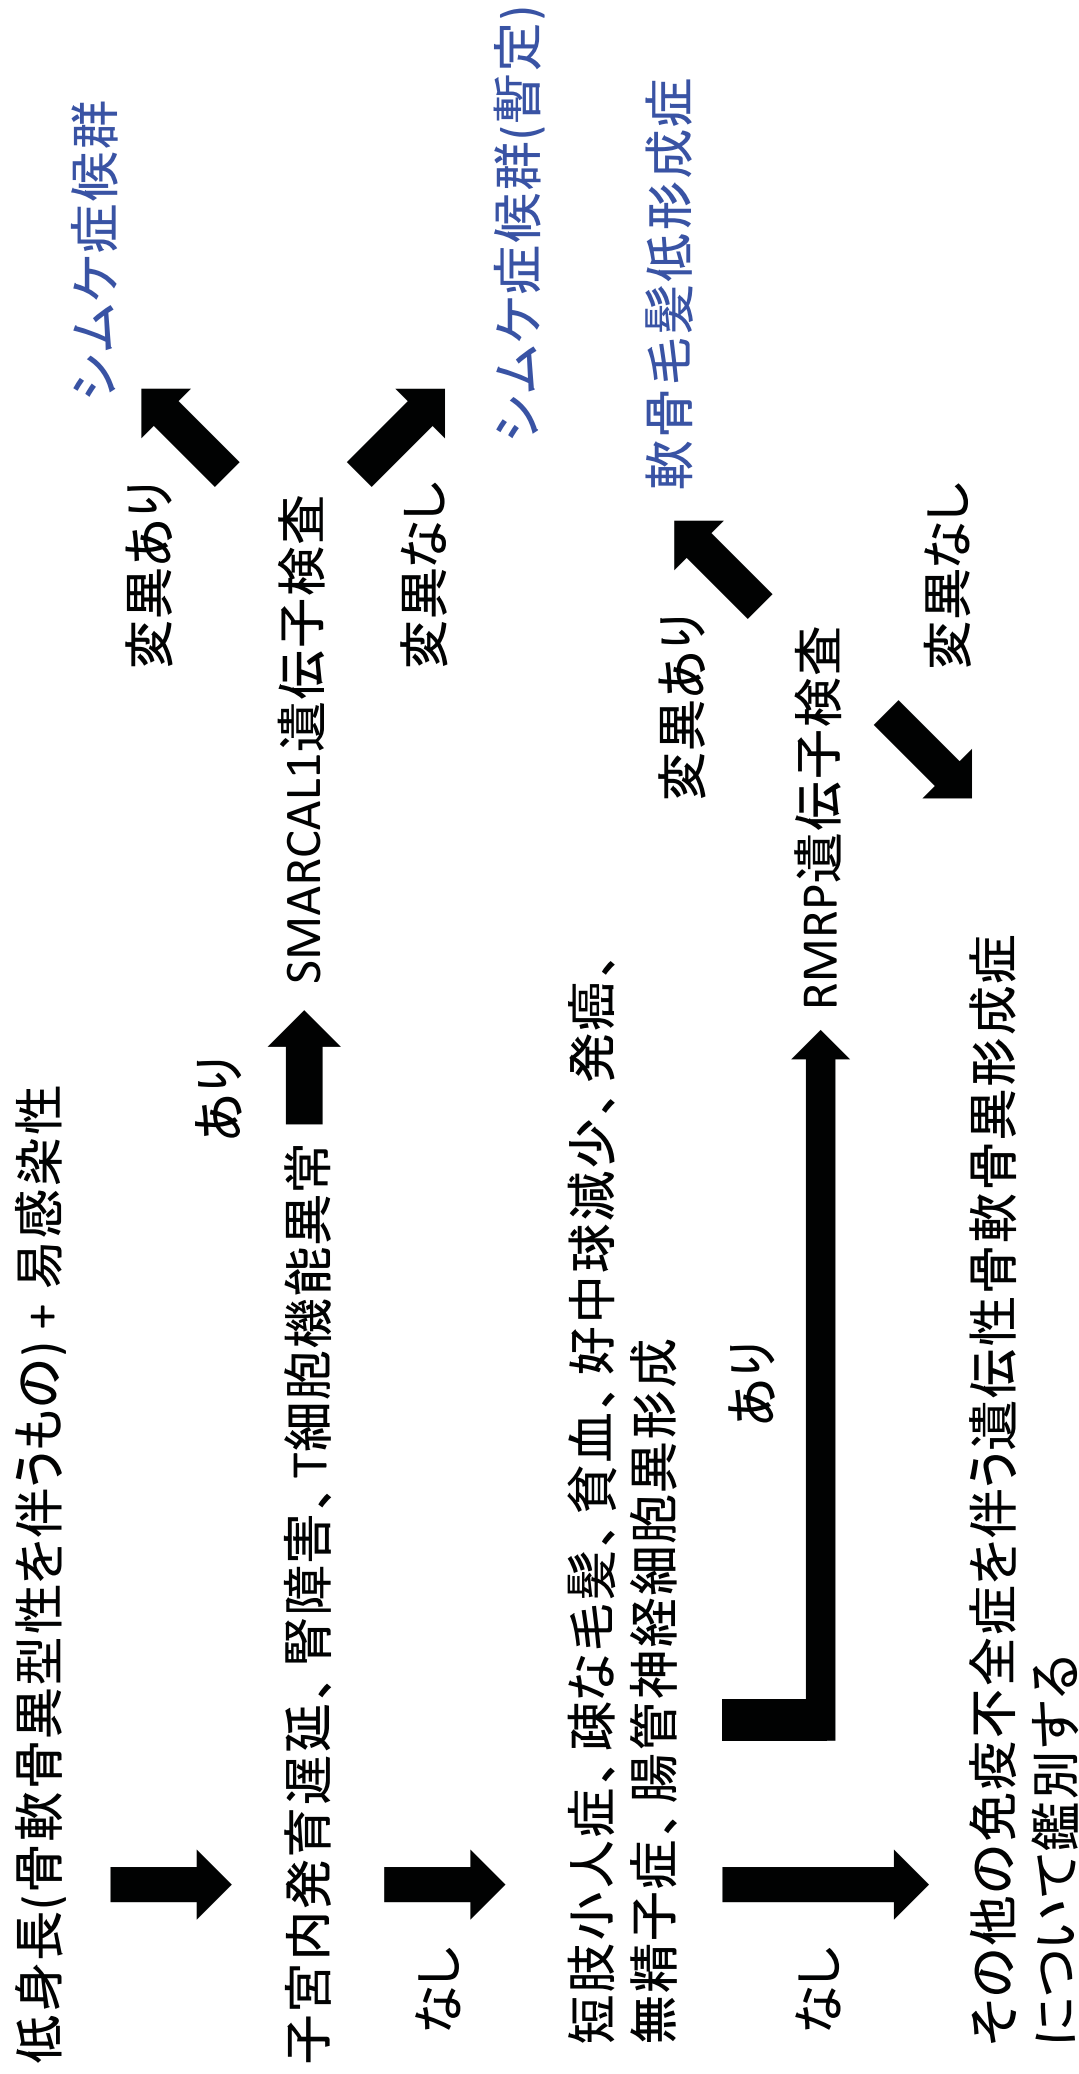 低身長(骨軟骨異型性を伴うもの) + 易感染性
子宮内発育遅延、腎障害、T細胞機能異常
あり
SMARCAL1遺伝子検査
変異あり
シムケ症候群
変異なし
シムケ症候群(暫定)
なし
短肢小人症、疎な毛髪、貧血、好中球減少、発癌、
無精子症、腸管神経細胞異形成
あり
RMRP遺伝子検査
変異あり
軟骨毛髪低形成症
変異なし
なし
その他の免疫不全症を伴う遺伝性骨軟骨異形成症
について鑑別する